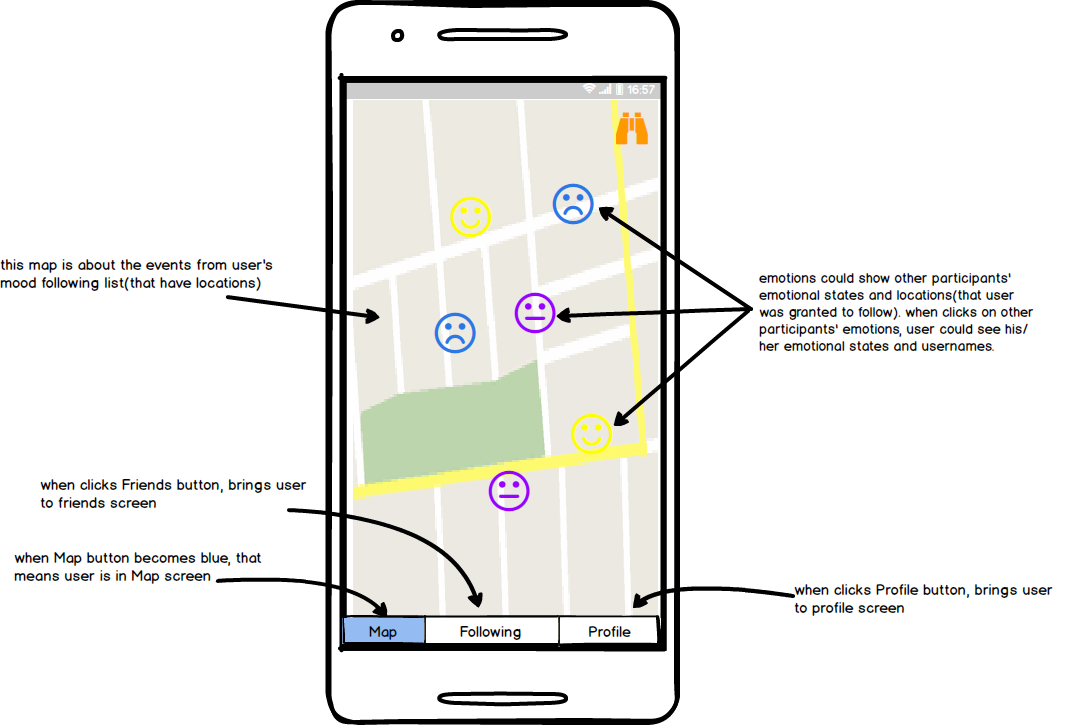 16:57
this map is about the events from user's
mood following list(that have locations)
emotions could show other participants'
emotional states and locations(that user
was granted to follow). when clicks on other
participants' emotions, user could see his/
her emotional states and usernames.
when clicks Friends button, brings user
to friends screen
when Map button becomes blue, that
means user is in Map screen
when clicks Profile button, brings user
to profile screen
Map
Following
Profile